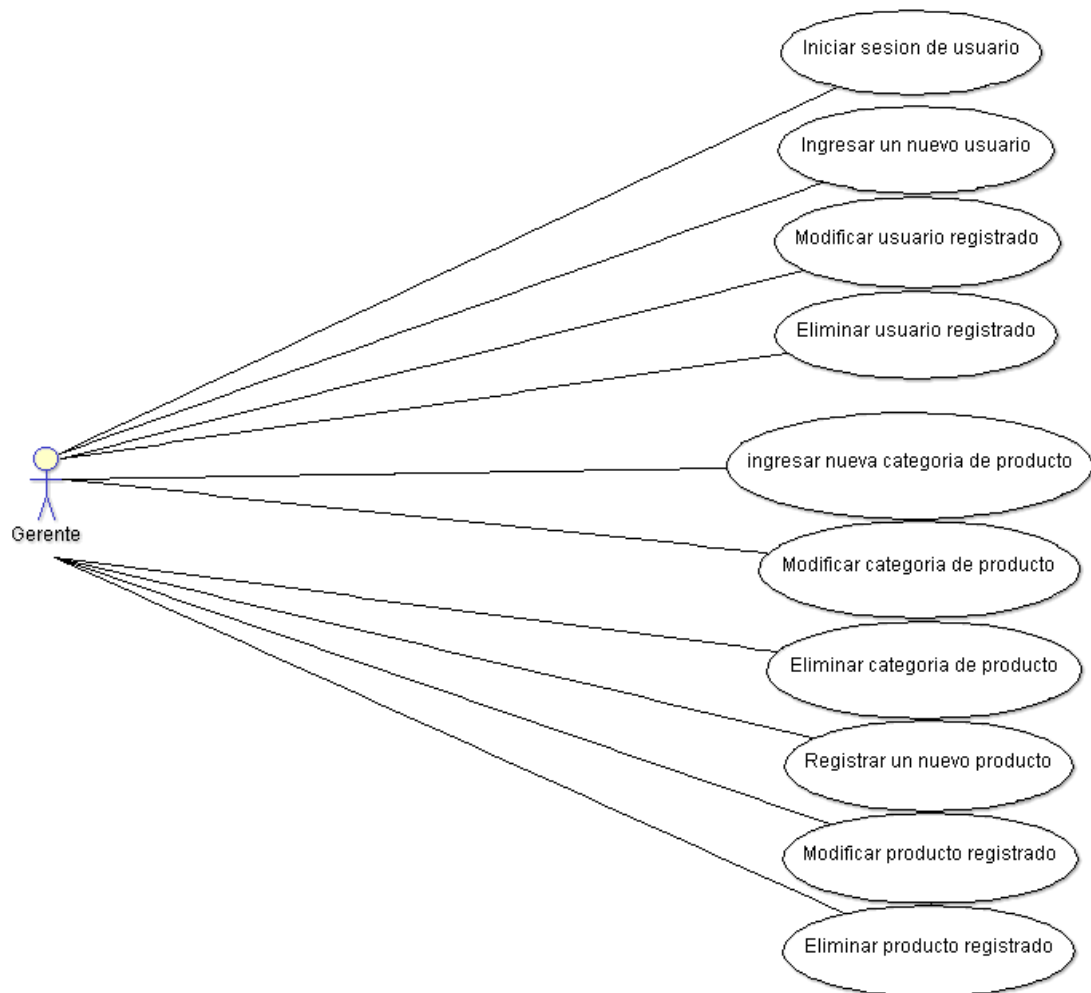 Iniciar sesion de usuario
Ingresar un nuevo usuario
Modificar usuario registrado
Eliminar usuario registrado
ingresar nueva categoria de producto
Gerente
Modificar categoria de producto
Eliminar categoria de producto
Registrar un nuevo producto
Modificar producto registrado
Eliminar producto registrado